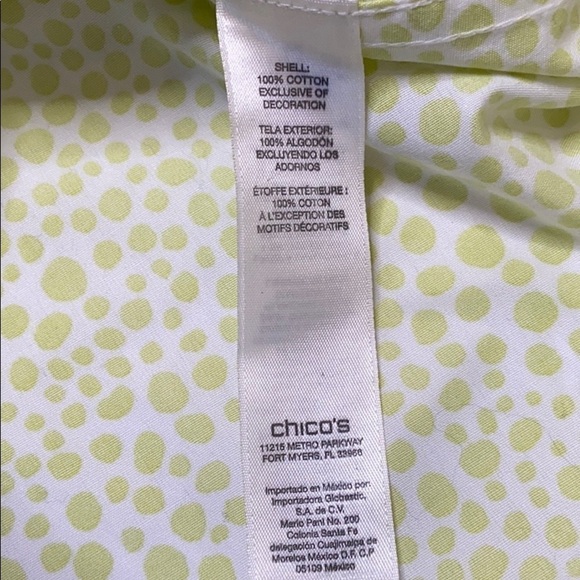 SHELL:
100% COTTON
EXCLUSIVE OF
DECORATION
TELA EXTERIOR:
100% ALGODÓN
EXCLUYENDO LOS
ADORNOS
ÉTOFFE EXTÉRIEURE :
100% COTON
À L'EXCEPTION DES
MOTIFS DÉCORATIFS
chico's
11215 METRO PARKWAY
FORT MYERS, FL 33966
Importado en México por:
Importadora Globastic,
S.A. de C.V.
Mario Pani No. 200
Colonia Santa Fe
delegación Cuajimalpa de
Morelos México D.F. C.P
05109 México